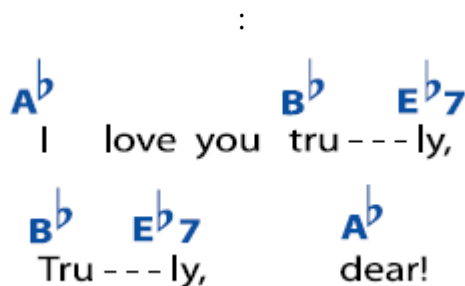 :
A♭ B♭ E♭7
I love you tru - - - ly,
B♭ E♭7 A♭
Tru - - - ly, dear!